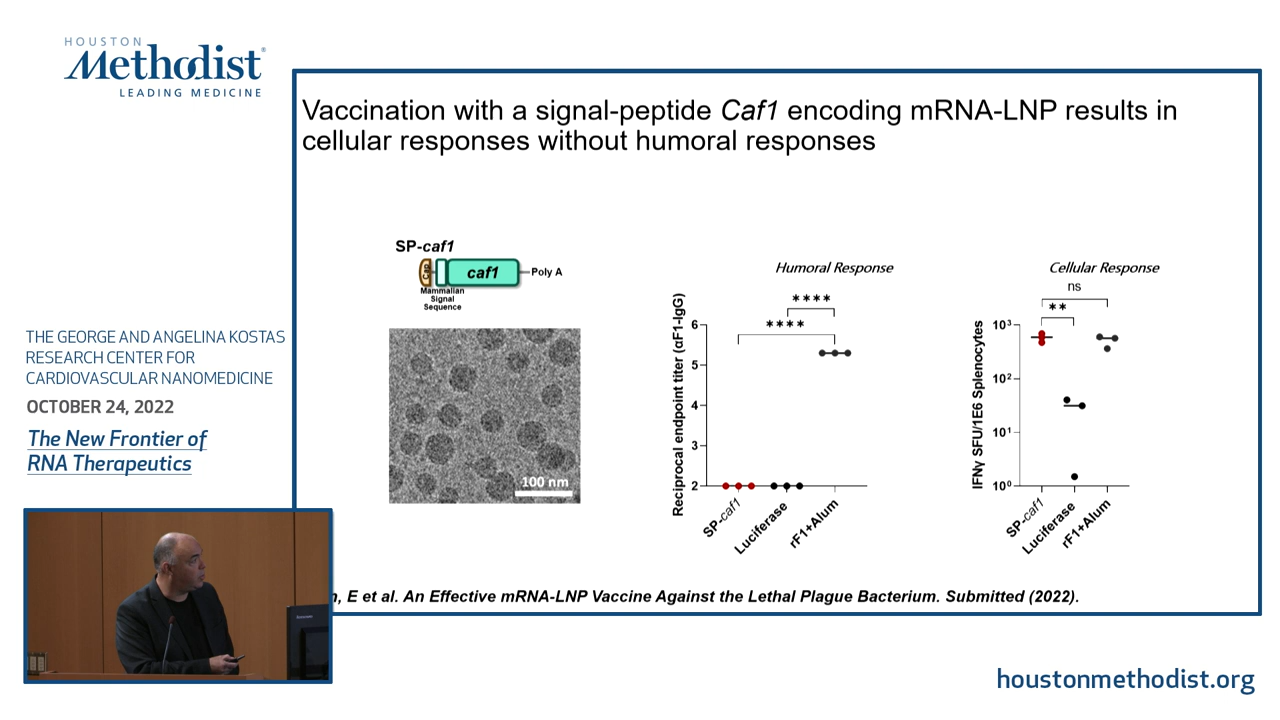 HOUSTON
Methodist®
LEADING MEDICINE
Vaccination with a signal-peptide Caf1 encoding mRNA-LNP results in
cellular responses without humoral responses
SP-caf1
Cap
caf1
Poly A
Mammalian
Signal
Sequence
100 nm
Humoral Response
****
****
Reciprocal endpoint titer (αF1-IgG)
6
5
4
3
2
SP-caf1
Luciferase
rF1+Alum
Cellular Response
ns
**
IFNγ SFU/1E6 Splenocytes
10³
10²
10¹
10⁰
SP-caf1
Luciferase
rF1+Alum
THE GEORGE AND ANGELINA KOSTAS
RESEARCH CENTER FOR
CARDIOVASCULAR NANOMEDICINE
OCTOBER 24, 2022
The New Frontier of
RNA Therapeutics
E et al. An Effective mRNA-LNP Vaccine Against the Lethal Plague Bacterium. Submitted (2022).
houstonmethodist.org